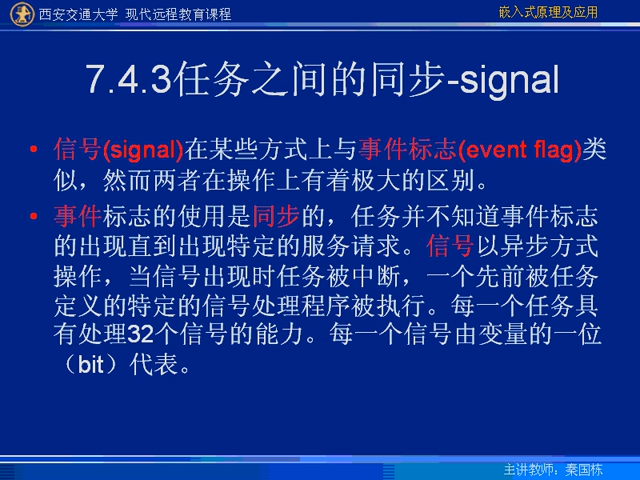 西安交通大学 现代远程教育课程
嵌入式原理及应用
7.4.3任务之间的同步-signal
• 信号(signal)在某些方式上与事件标志(event flag)类
似，然而两者在操作上有着极大的区别。
• 事件标志的使用是同步的，任务并不知道事件标志
的出现直到出现特定的服务请求。信号以异步方式
操作，当信号出现时任务被中断，一个先前被任务
定义的特定的信号处理程序被执行。每一个任务具
有处理32个信号的能力。每一个信号由变量的一位
（bit）代表。
主讲教师：秦国栋